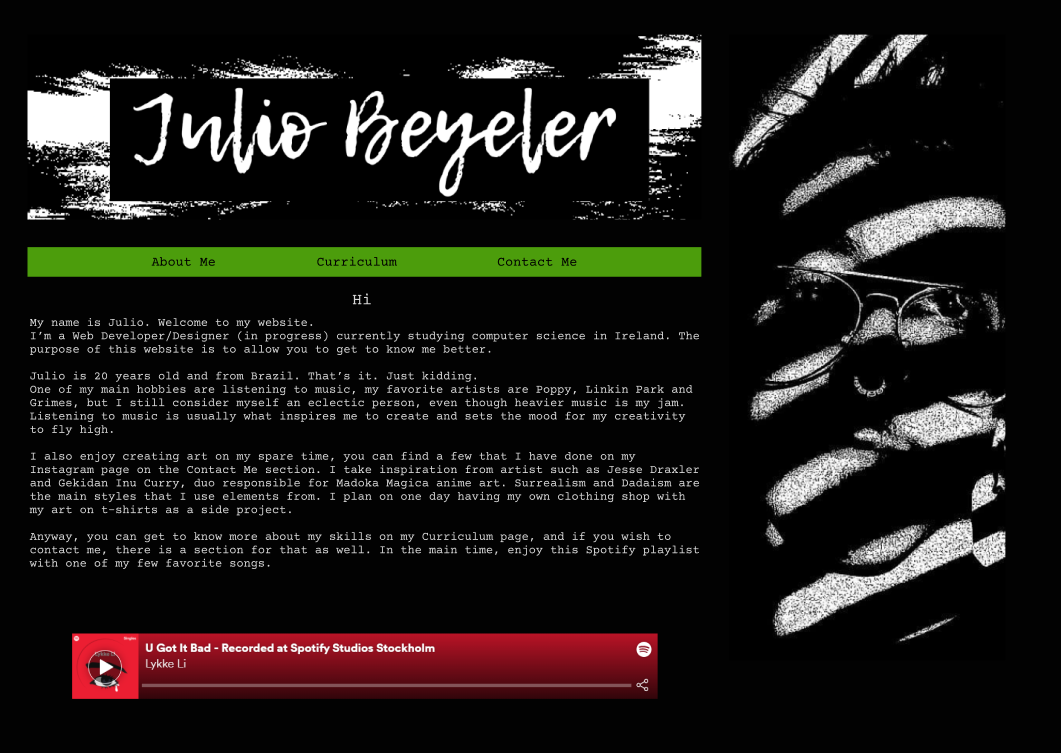 Julio Beyeler
About Me Curriculum Contact Me
Hi
My name is Julio. Welcome to my website.
I'm a Web Developer/Designer (in progress) currently studying computer science in Ireland. The
purpose of this website is to allow you to get to know me better.
Julio is 20 years old and from Brazil. That's it. Just kidding.
One of my main hobbies are listening to music, my favorite artists are Poppy, Linkin Park and
Grimes, but I still consider myself an eclectic person, even though heavier music is my jam.
Listening to music is usually what inspires me to create and sets the mood for my creativity
to fly high.
I also enjoy creating art on my spare time, you can find a few that I have done on my
Instagram page on the Contact Me section. I take inspiration from artist such as Jesse Draxler
and Gekidan Inu Curry, duo responsible for Madoka Magica anime art. Surrealism and Dadaism are
the main styles that I use elements from. I plan on one day having my own clothing shop with
my art on t-shirts as a side project.
Anyway, you can get to know more about my skills on my Curriculum page, and if you wish to
contact me, there is a section for that as well. In the main time, enjoy this Spotify playlist
with one of my few favorite songs.
Singles
Lykke Li
U Got It Bad - Recorded at Spotify Studios Stockholm
Lykke Li